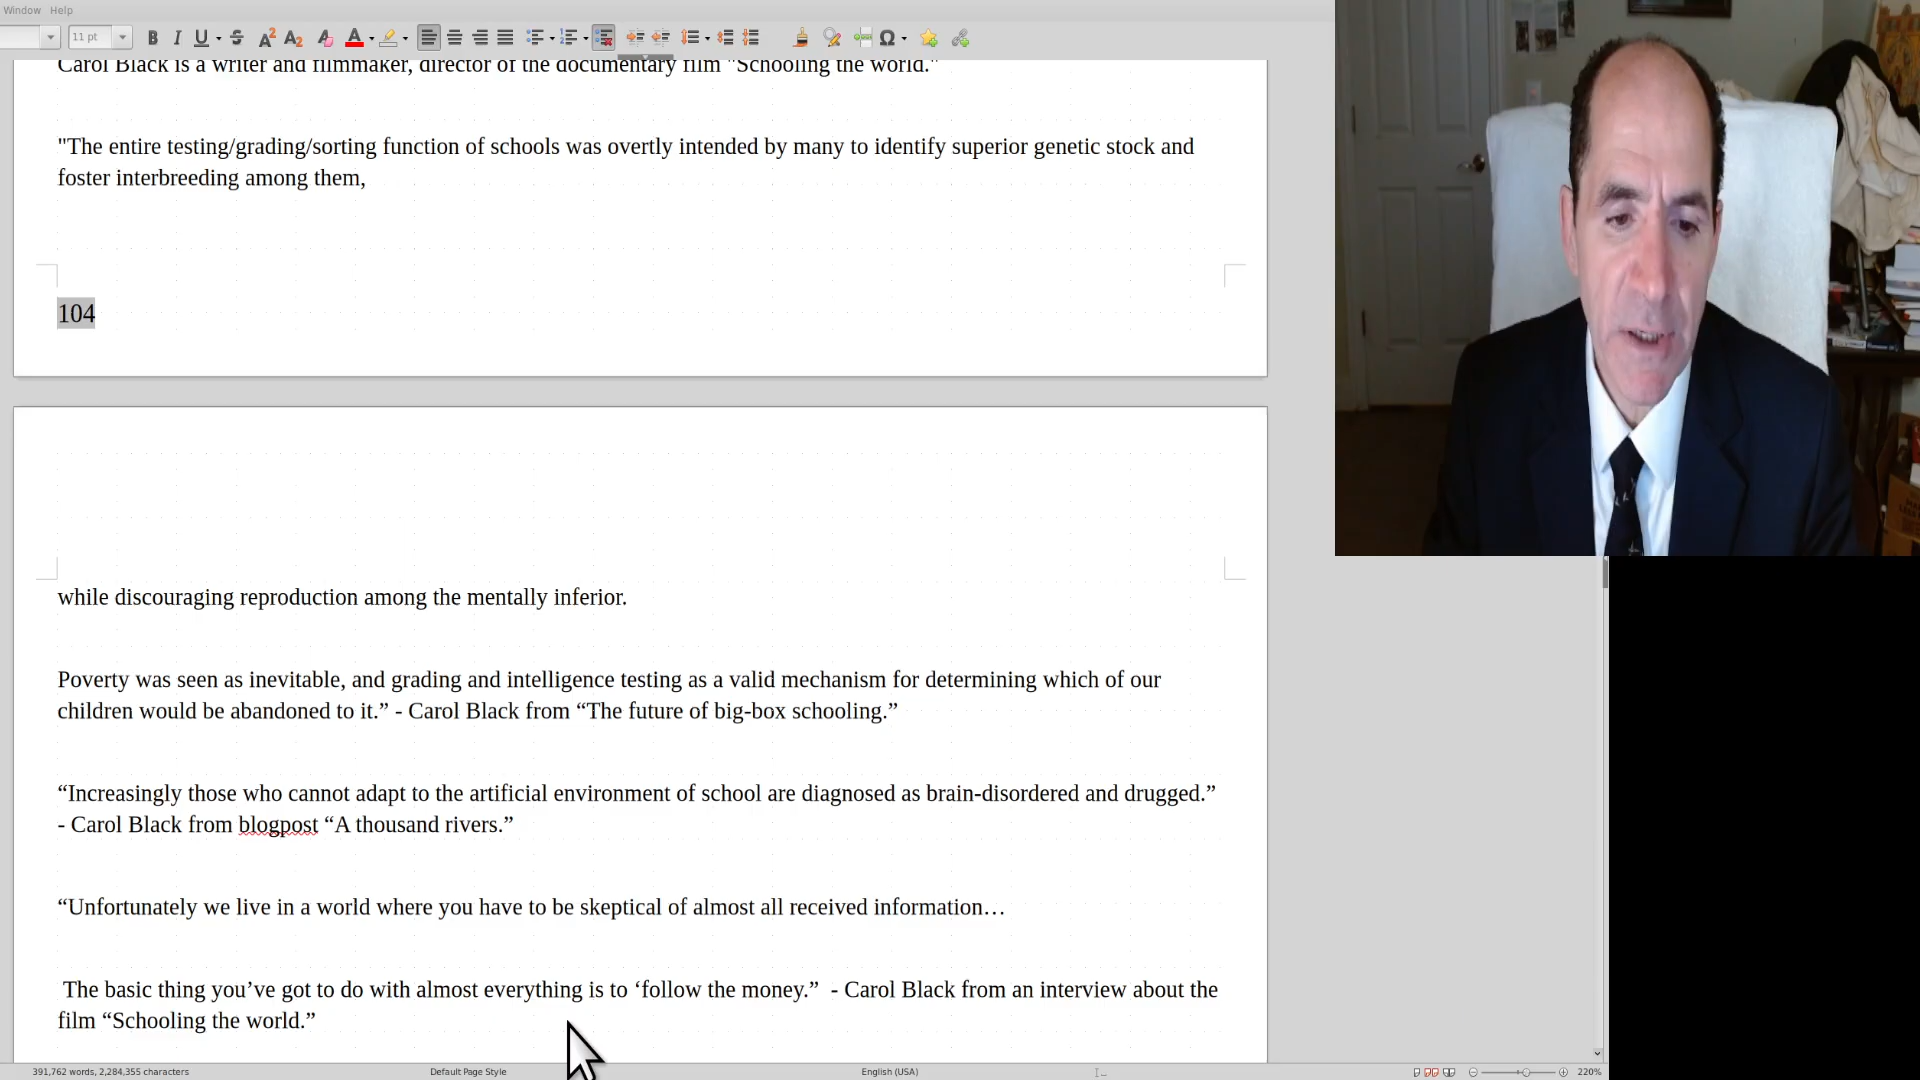 Window Help
11 pt
Carol Black is a writer and filmmaker, director of the documentary film "Schooling the world."
"The entire testing/grading/sorting function of schools was overtly intended by many to identify superior genetic stock and
foster interbreeding among them,
104
while discouraging reproduction among the mentally inferior.
Poverty was seen as inevitable, and grading and intelligence testing as a valid mechanism for determining which of our
children would be abandoned to it.” - Carol Black from “The future of big-box schooling.”
“Increasingly those who cannot adapt to the artificial environment of school are diagnosed as brain-disordered and drugged.”
- Carol Black from blogpost “A thousand rivers.”
“Unfortunately we live in a world where you have to be skeptical of almost all received information…
The basic thing you’ve got to do with almost everything is to ‘follow the money.” - Carol Black from an interview about the
film “Schooling the world.”
391,762 words, 2,284,355 characters Default Page Style English (USA) 220%